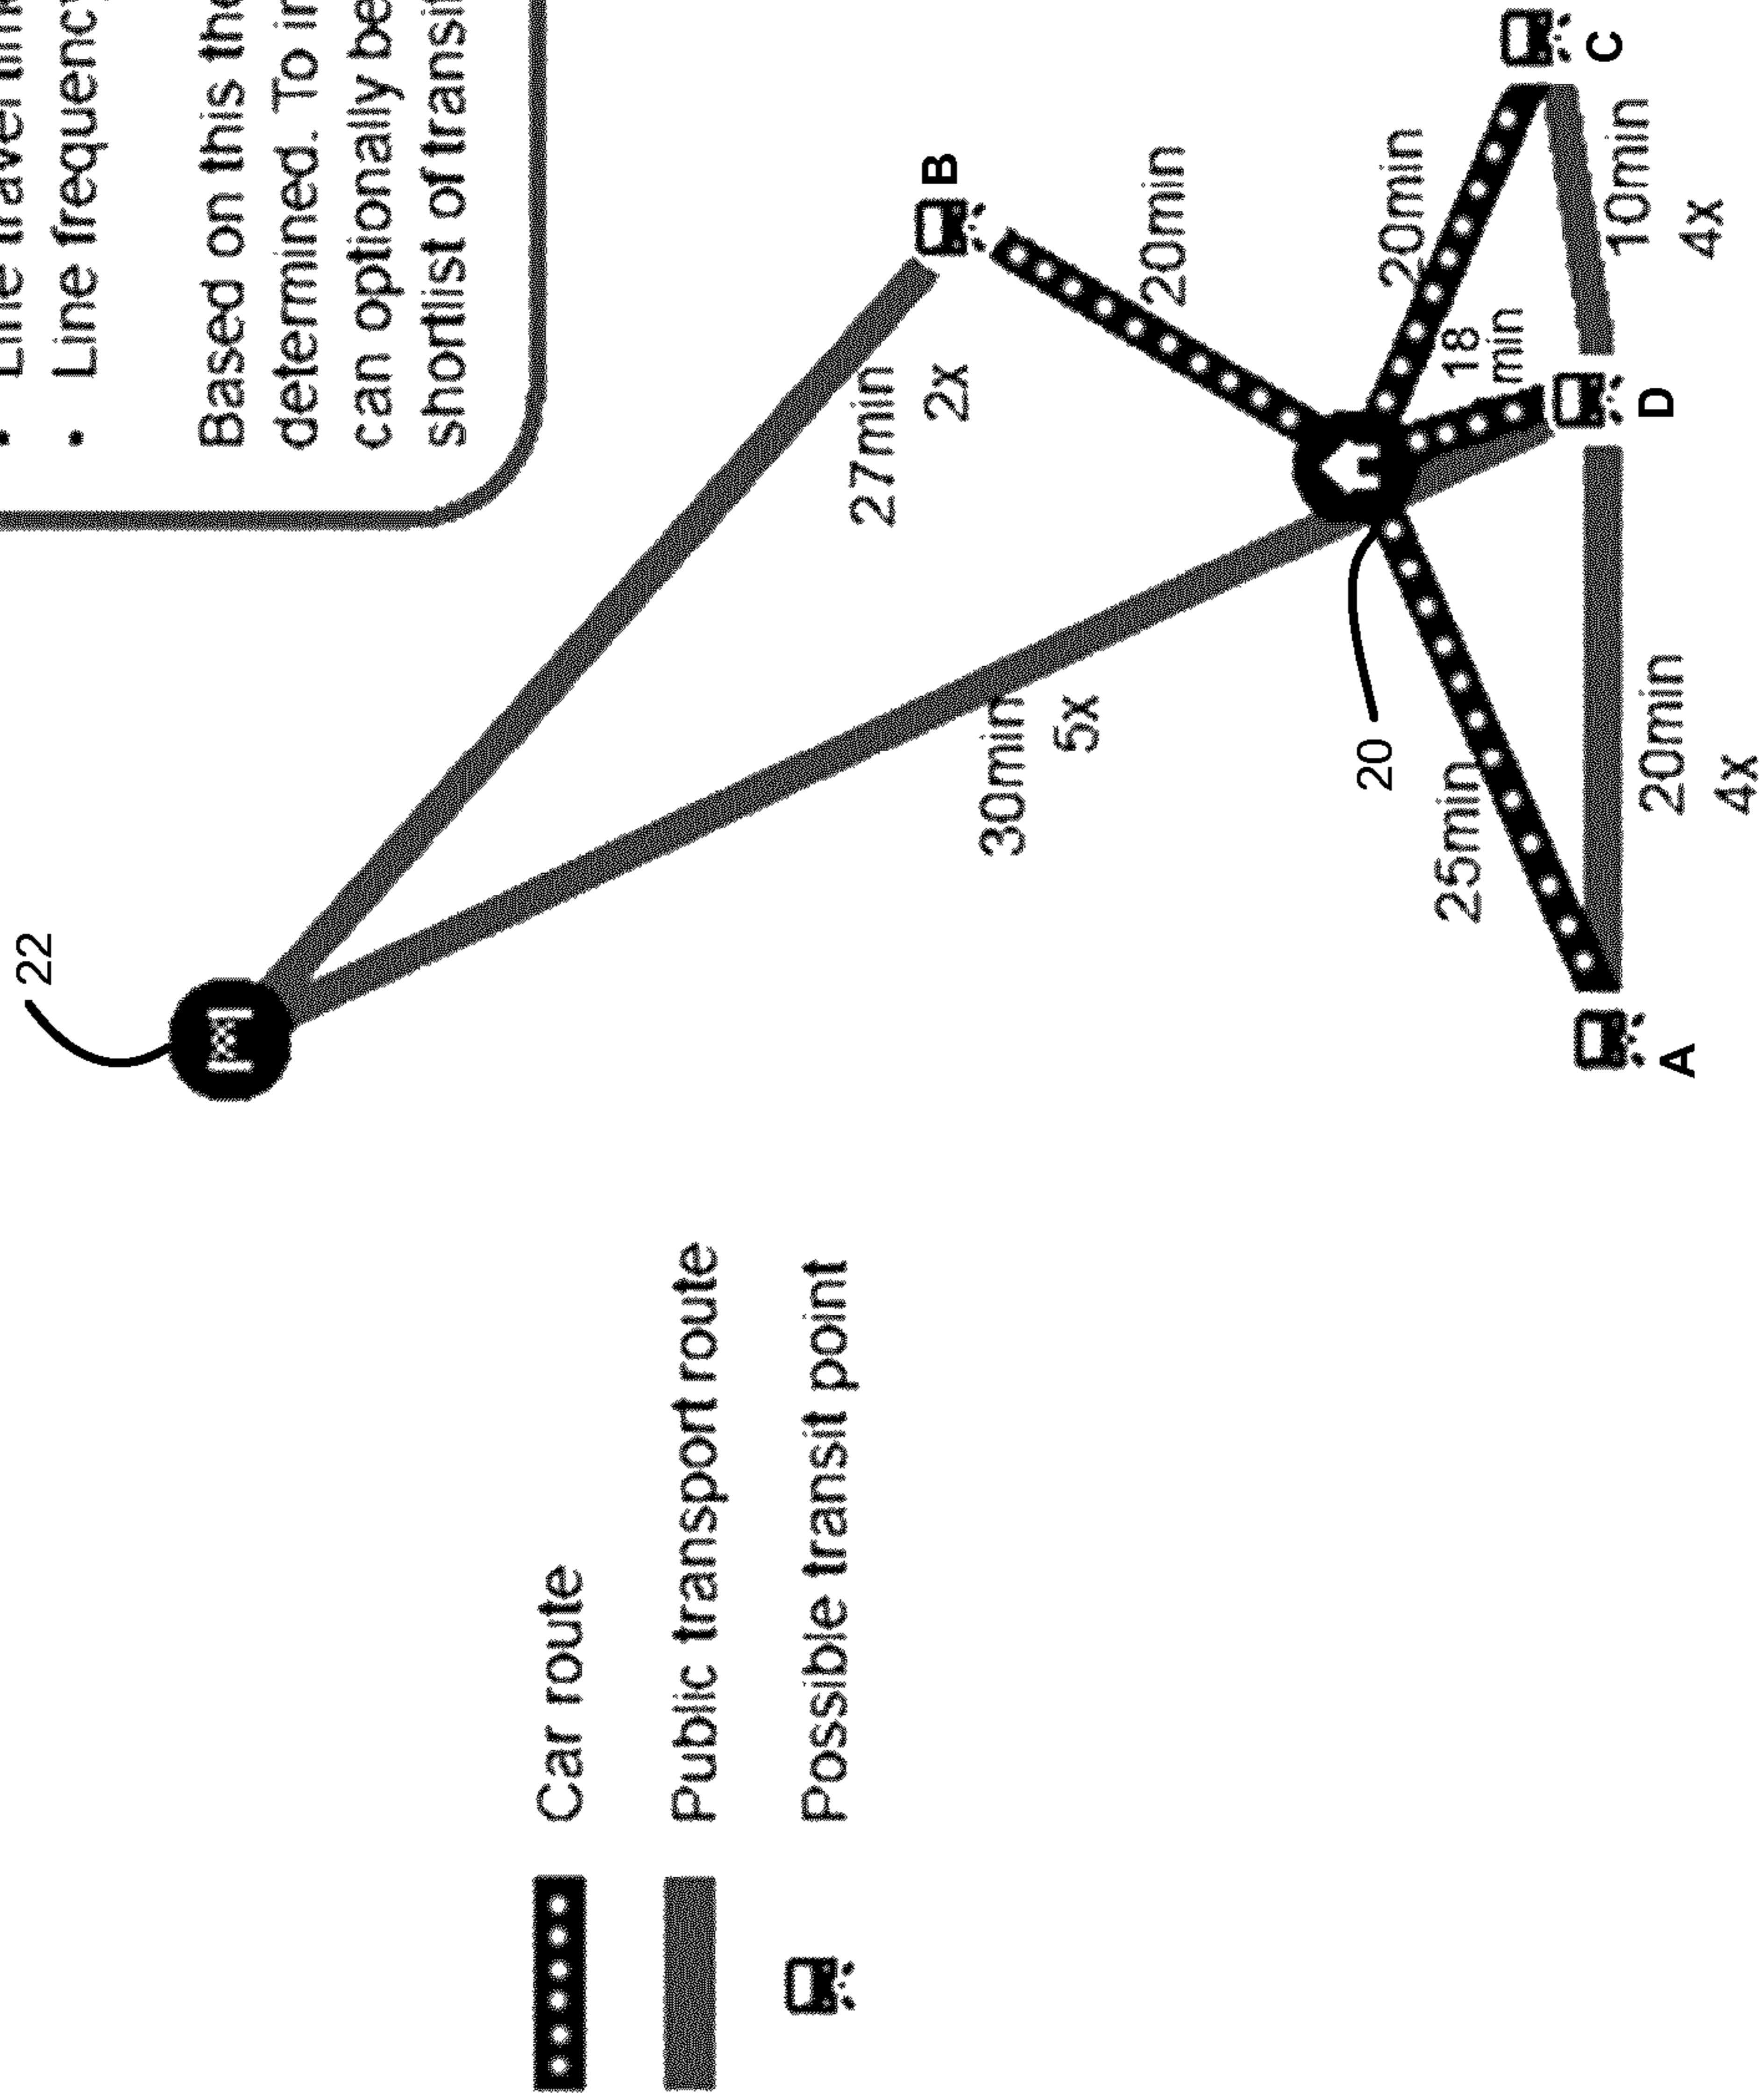 • Line travel time
• Line frequency
Based on this the
determined. To in
can optionally be
shortlist of transit
22
27min
2x
B
30min
5x
20min
20
25min
20min
18
min
C
10min
4x
D
20min
4x
A
Car route
Public transport route
Possible transit point